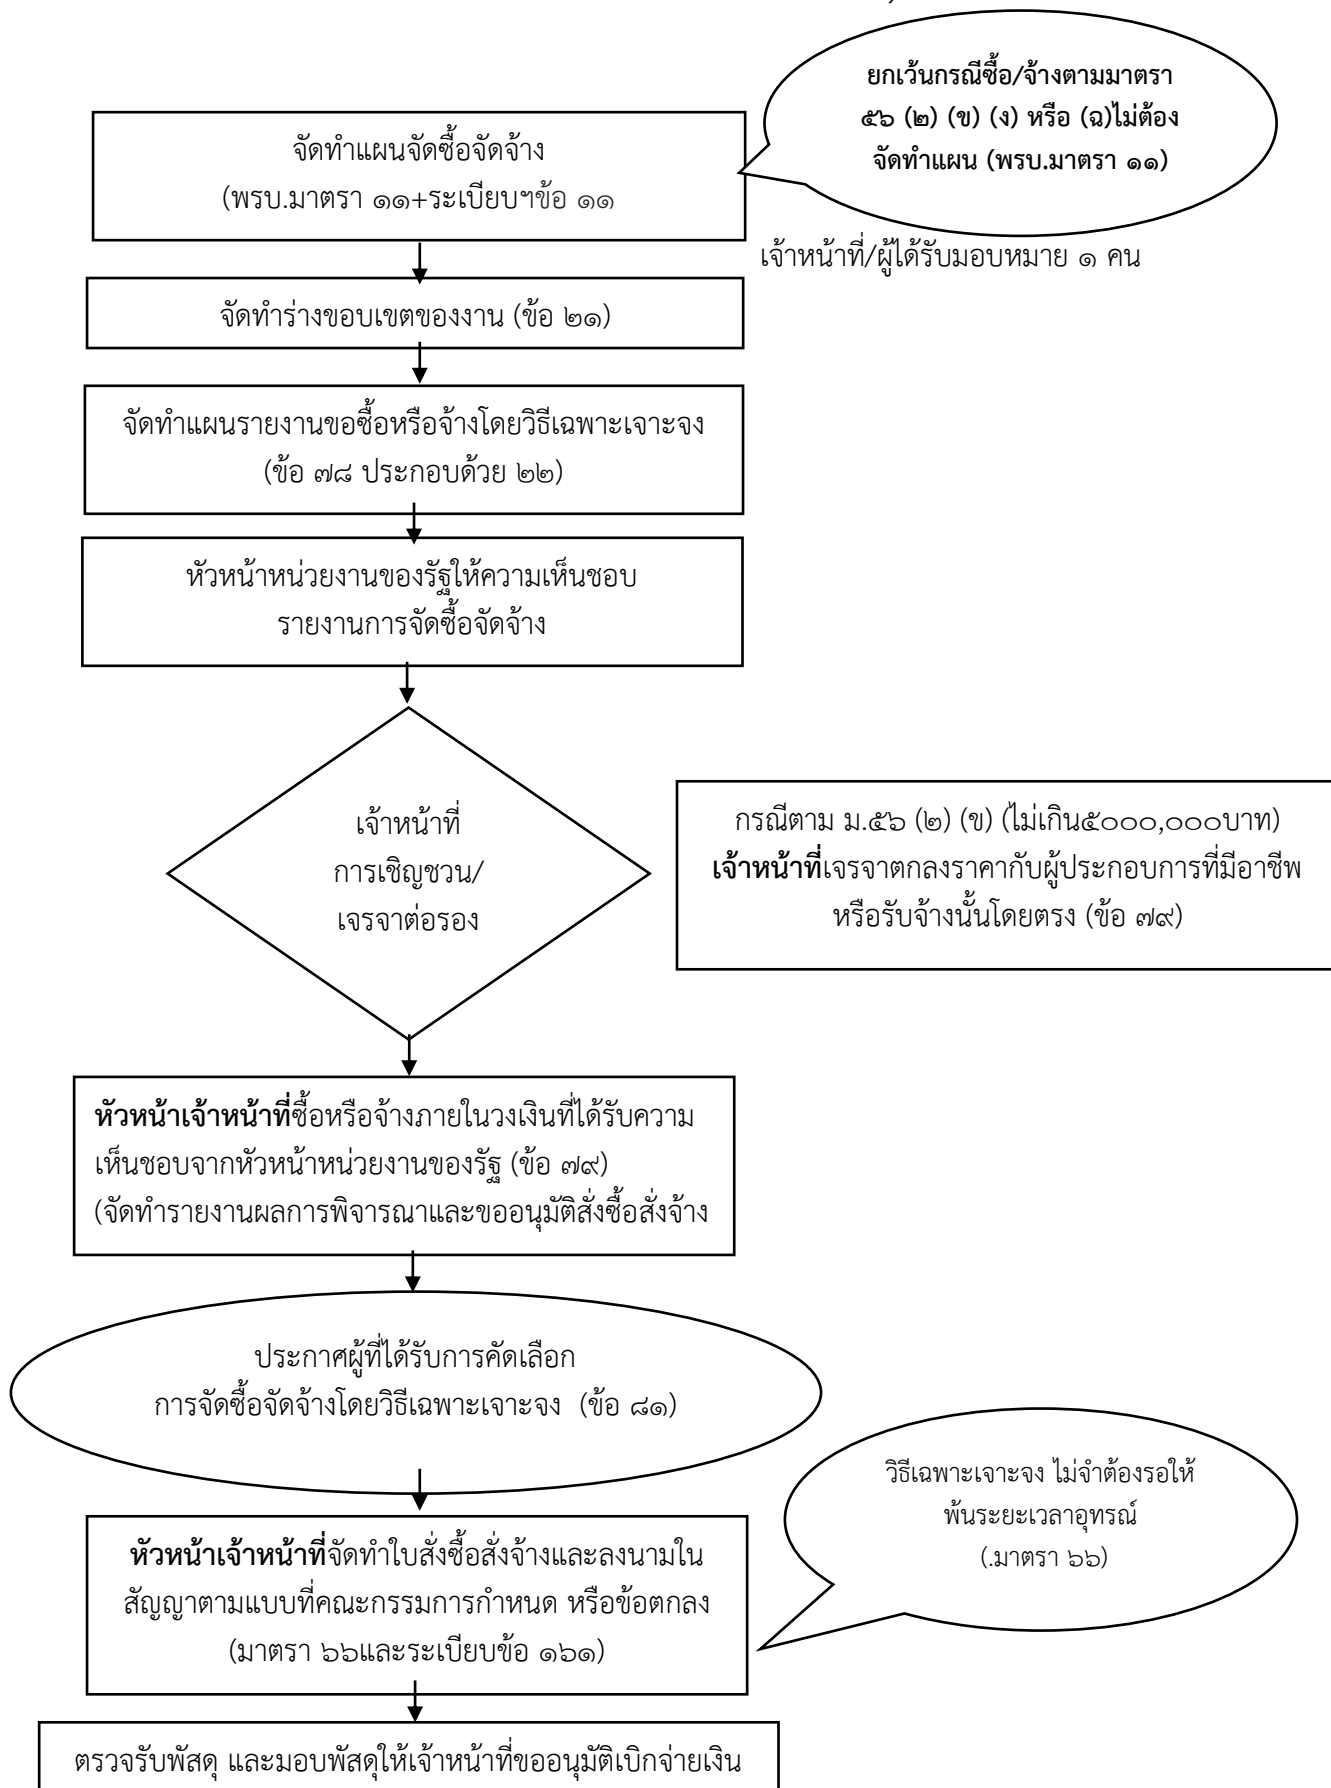 ยกเว้นกรณีซื้อ/จ้างตามมาตรา
๕๖ (๒) (ข) (ง) หรือ (ฉ)ไม่ต้อง
จัดทำแผน (พรบ.มาตรา ๑๑)
จัดทำแผนจัดซื้อจัดจ้าง
(พรบ.มาตรา ๑๑+ระเบียบฯข้อ ๑๑
เจ้าหน้าที่/ผู้ได้รับมอบหมาย ๑ คน
จัดทำร่างขอบเขตของงาน (ข้อ ๒๑)
จัดทำแผนรายงานขอซื้อหรือจ้างโดยวิธีเฉพาะเจาะจง
(ข้อ ๗๘ ประกอบด้วย ๒๒)
หัวหน้าหน่วยงานของรัฐให้ความเห็นชอบ
รายงานการจัดซื้อจัดจ้าง
เจ้าหน้าที่
การเชิญชวน/
เจรจาต่อรอง
กรณีตาม ม.๕๖ (๒) (ข) (ไม่เกิน๕๐๐๐,๐๐๐บาท)
เจ้าหน้าที่เจรจาตกลงราคากับผู้ประกอบการที่มีอาชีพ
หรือรับจ้างนั้นโดยตรง (ข้อ ๗๙)
หัวหน้าเจ้าหน้าที่ซื้อหรือจ้างภายในวงเงินที่ได้รับความ
เห็นชอบจากหัวหน้าหน่วยงานของรัฐ (ข้อ ๗๙)
(จัดทำรายงานผลการพิจารณาและขออนุมัติสั่งซื้อสั่งจ้าง
ประกาศผู้ที่ได้รับการคัดเลือก
การจัดซื้อจัดจ้างโดยวิธีเฉพาะเจาะจง (ข้อ ๘๑)
วิธีเฉพาะเจาะจง ไม่จำต้องรอให้
พ้นระยะเวลาอุทรณ์
(.มาตรา ๖๖)
หัวหน้าเจ้าหน้าที่จัดทำใบสั่งซื้อสั่งจ้างและลงนามใน
สัญญาตามแบบที่คณะกรรมการกำหนด หรือข้อตกลง
(มาตรา ๖๖และระเบียบข้อ ๑๖๑)
ตรวจรับพัสดุ และมอบพัสดุให้เจ้าหน้าที่ขออนุมัติเบิกจ่ายเงิน